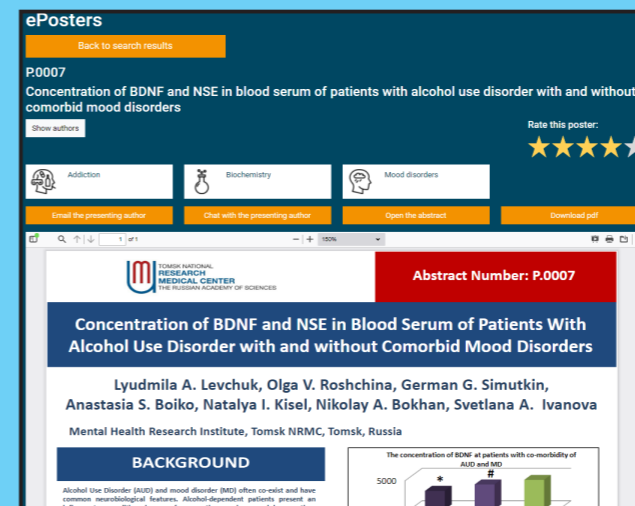 ePosters
Back to search results
P.0007
Concentration of BDNF and NSE in blood serum of patients with alcohol use disorder with and without
comorbid mood disorders
Show authors
Rate this poster:
Addiction
Biochemistry
Mood disorders
Email the presenting author
Chat with the presenting author
Open the abstract
Download pdf
1 of 1
150%
TOMSK NATIONAL
RESEARCH
MEDICAL CENTER
THE RUSSIAN ACADEMY OF SCIENCES
Abstract Number: P.0007
Concentration of BDNF and NSE in Blood Serum of Patients With
Alcohol Use Disorder with and without Comorbid Mood Disorders
Lyudmila A. Levchuk, Olga V. Roshchina, German G. Simutkin,
Anastasia S. Boiko, Natalya I. Kisel, Nikolay A. Bokhan, Svetlana A. Ivanova
Mental Health Research Institute, Tomsk NRMC, Tomsk, Russia
BACKGROUND
Alcohol Use Disorder (AUD) and mood disorder (MD) often co-exist and have
common neurobiological features. Alcohol-dependent patients present an
The concentration of BDNF at patients with co-morbidity of
AUD and MD
5000
*
#